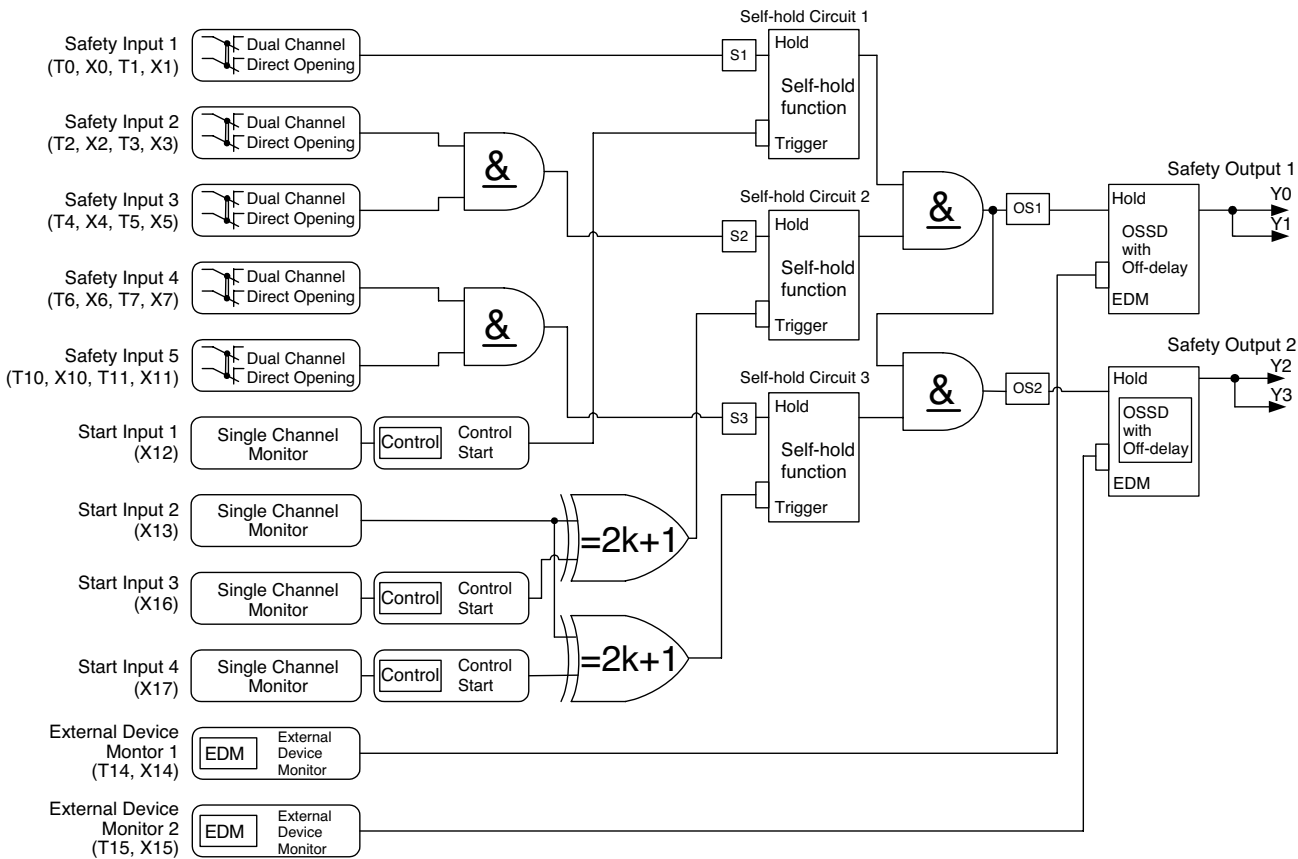 Self-hold Circuit 1
Safety Input 1
(T0, X0, T1, X1)
Dual Channel
Direct Opening
S1
Hold
Self-hold
function
Trigger
Safety Input 2
(T2, X2, T3, X3)
Dual Channel
Direct Opening
&
Safety Input 3
(T4, X4, T5, X5)
Dual Channel
Direct Opening
Self-hold Circuit 2
S2
Hold
Self-hold
function
Trigger
&
OS1
Safety Output 1
Hold
OSSD
with
Off-delay
EDM
Y0
Y1
Safety Input 4
(T6, X6, T7, X7)
Dual Channel
Direct Opening
&
Safety Input 5
(T10, X10, T11, X11)
Dual Channel
Direct Opening
Self-hold Circuit 3
S3
Hold
Self-hold
function
Trigger
&
OS2
Safety Output 2
Hold
OSSD
with
Off-delay
EDM
Y2
Y3
Start Input 1
(X12)
Single Channel
Monitor
Control
Control
Start
Start Input 2
(X13)
Single Channel
Monitor
=2k+1
Start Input 3
(X16)
Single Channel
Monitor
Control
Control
Start
=2k+1
Start Input 4
(X17)
Single Channel
Monitor
Control
Control
Start
External Device
Montor 1
(T14, X14)
EDM
External
Device
Monitor
External Device
Monitor 2
(T15, X15)
EDM
External
Device
Monitor